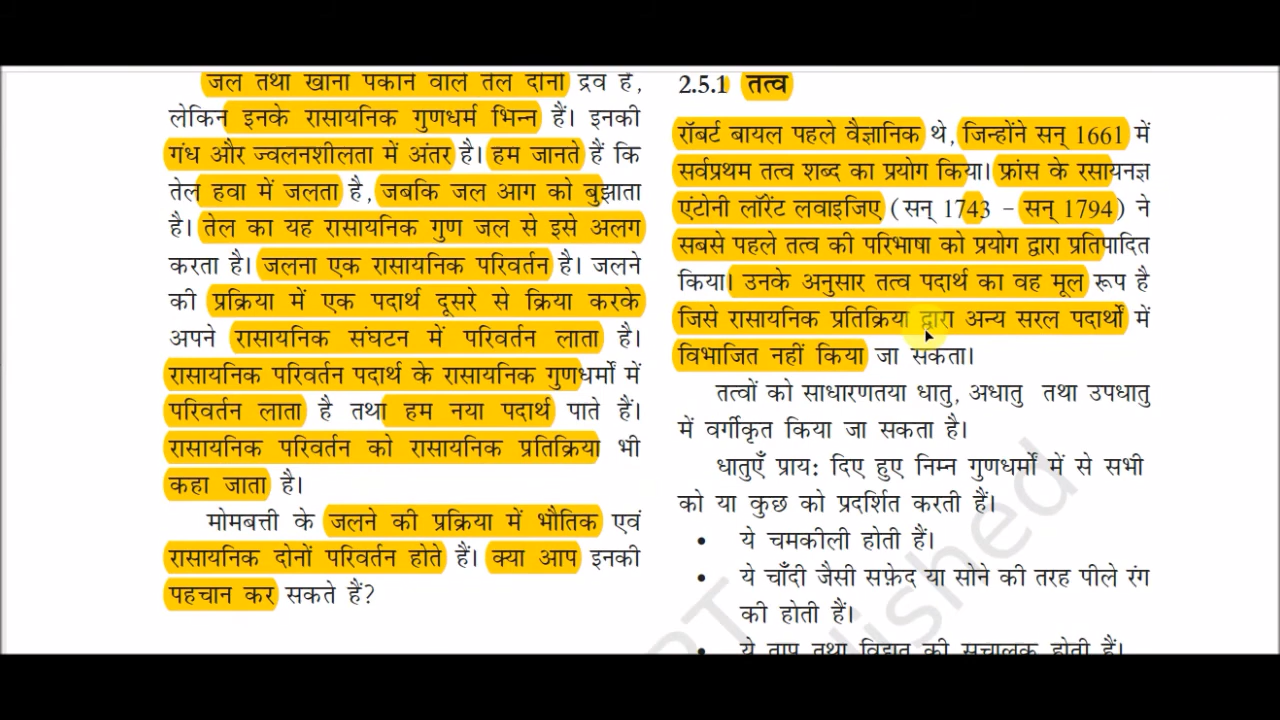 जल तथा खाना पकाने वाले तेल दोनों द्रव हैं,
लेकिन इनके रासायनिक गुणधर्म भिन्न हैं। इनकी
गंध और ज्वलनशीलता में अंतर है। हम जानते हैं कि
तेल हवा में जलता है, जबकि जल आग को बुझाता
है। तेल का यह रासायनिक गुण जल से इसे अलग
करता है। जलना एक रासायनिक परिवर्तन है। जलने
की प्रक्रिया में एक पदार्थ दूसरे से क्रिया करके
अपने रासायनिक संघटन में परिवर्तन लाता है।
रासायनिक परिवर्तन पदार्थ के रासायनिक गुणधर्मों में
परिवर्तन लाता है तथा हम नया पदार्थ पाते हैं।
रासायनिक परिवर्तन को रासायनिक प्रतिक्रिया भी
कहा जाता है।
मोमबत्ती के जलने की प्रक्रिया में भौतिक एवं
रासायनिक दोनों परिवर्तन होते हैं। क्या आप इनकी
पहचान कर सकते हैं?
2.5.1 तत्व
रॉबर्ट बायल पहले वैज्ञानिक थे, जिन्होंने सन् 1661 में
सर्वप्रथम तत्व शब्द का प्रयोग किया। फ्रांस के रसायनज्ञ
एंटोनी लॉरेंट लवाइजिए (सन् 1743 – सन् 1794) ने
सबसे पहले तत्व की परिभाषा को प्रयोग द्वारा प्रतिपादित
किया। उनके अनुसार तत्व पदार्थ का वह मूल रूप है
जिसे रासायनिक प्रतिक्रिया द्वारा अन्य सरल पदार्थों में
विभाजित नहीं किया जा सकता।
तत्वों को साधारणतया धातु, अधातु तथा उपधातु
में वर्गीकृत किया जा सकता है।
धातुएँ प्राय: दिए हुए निम्न गुणधर्मों में से सभी
को या कुछ को प्रदर्शित करती हैं।
• ये चमकीली होती हैं।
• ये चाँदी जैसी सफ़ेद या सोने की तरह पीले रंग
की होती हैं।
• ये ताप तथा विद्युत की सुचालक होती हैं।